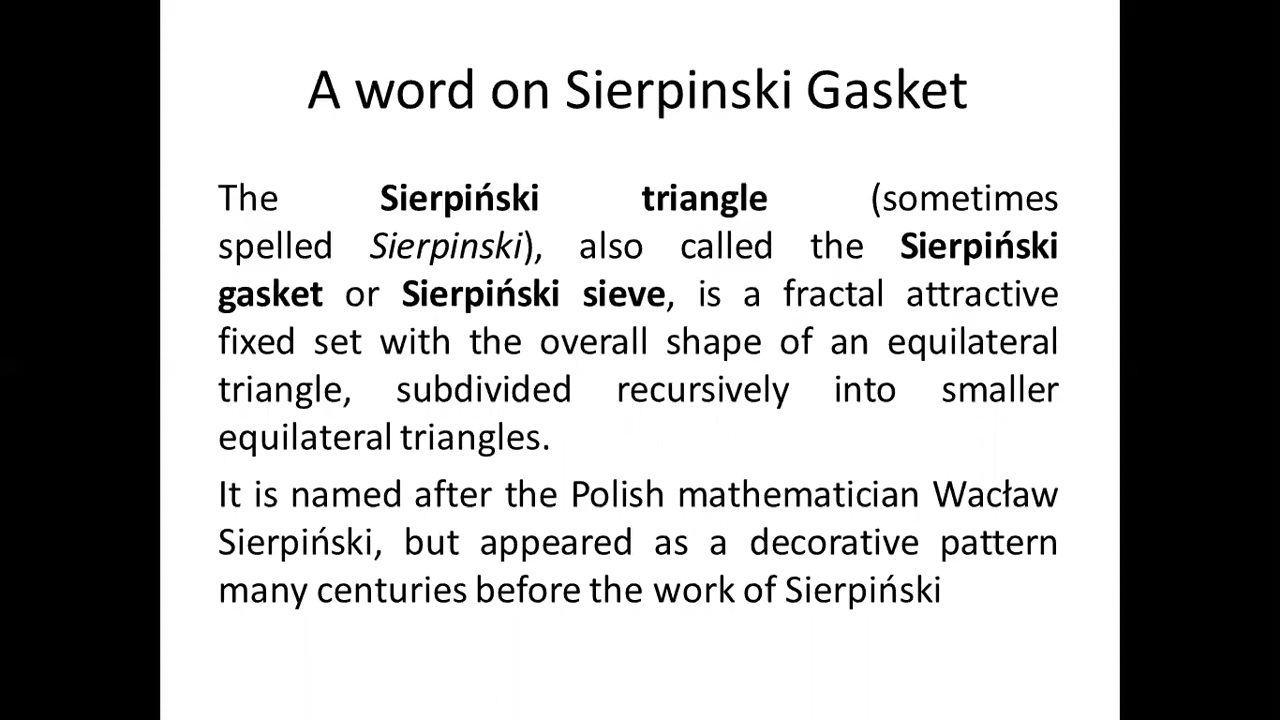 A word on Sierpinski Gasket
The Sierpiński triangle (sometimes
spelled Sierpinski), also called the Sierpiński
gasket or Sierpiński sieve, is a fractal attractive
fixed set with the overall shape of an equilateral
triangle, subdivided recursively into smaller
equilateral triangles.
It is named after the Polish mathematician Wacław
Sierpiński, but appeared as a decorative pattern
many centuries before the work of Sierpiński